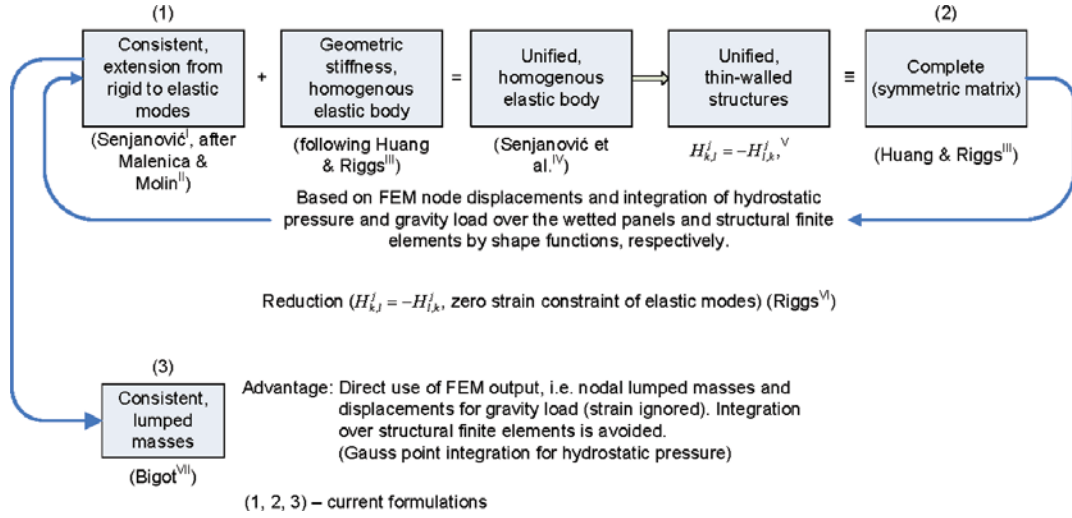 (1)
(2)
Consistent,
extension from
rigid to elastic
modes
+
Geometric
stiffness,
homogenous
elastic body
=
Unified,
homogenous
elastic body
Unified,
thin-walled
structures
≡
Complete
(symmetric matrix)
(Senjanović^I, after
Malenica &
Molin^II)
(following Huang
& Riggs^III)
(Senjanović et
al.^IV)
H^j_{k,l} = −H^j_{l,k},^V
(Huang & Riggs^III)
Based on FEM node displacements and integration of hydrostatic
pressure and gravity load over the wetted panels and structural finite
elements by shape functions, respectively.
Reduction (H^j_{k,l} = −H^j_{l,k}, zero strain constraint of elastic modes) (Riggs^VI)
(3)
Consistent,
lumped
masses
(Bigot^VII)
Advantage: Direct use of FEM output, i.e. nodal lumped masses and
displacements for gravity load (strain ignored). Integration
over structural finite elements is avoided.
(Gauss point integration for hydrostatic pressure)
(1, 2, 3) – current formulations